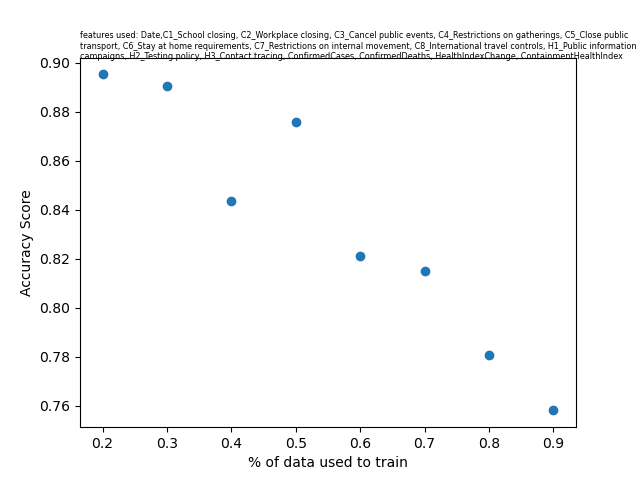 features used: Date,C1_School closing, C2_Workplace closing, C3_Cancel public events, C4_Restrictions on gatherings, C5_Close public
transport, C6_Stay at home requirements, C7_Restrictions on internal movement, C8_International travel controls, H1_Public information
campaigns, H2_Testing policy, H3_Contact tracing, ConfirmedCases, ConfirmedDeaths, HealthIndexChange, ContainmentHealthIndex
0.90
0.88
0.86
0.84
0.82
0.80
0.78
0.76
Accuracy Score
0.2 0.3 0.4 0.5 0.6 0.7 0.8 0.9
% of data used to train